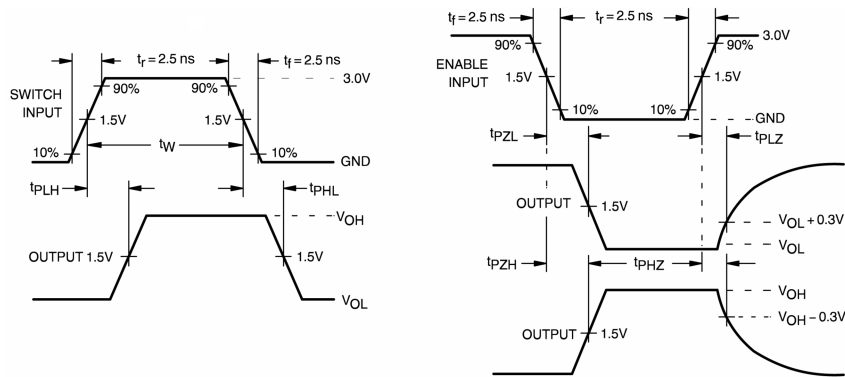 tr = 2.5 ns
tf = 2.5 ns
SWITCH
INPUT
90%
90%
3.0V
1.5V
1.5V
10%
tW
10%
GND
tPLH
tPHL
VOH
OUTPUT 1.5V
1.5V
VOL
tf = 2.5 ns
tr = 2.5 ns
3.0V
90%
90%
ENABLE
INPUT
1.5V
1.5V
10%
10%
GND
tPZL
tPLZ
OUTPUT
1.5V
VOL + 0.3V
VOL
tPZH
tPHZ
VOH
VOH – 0.3V
OUTPUT
1.5V